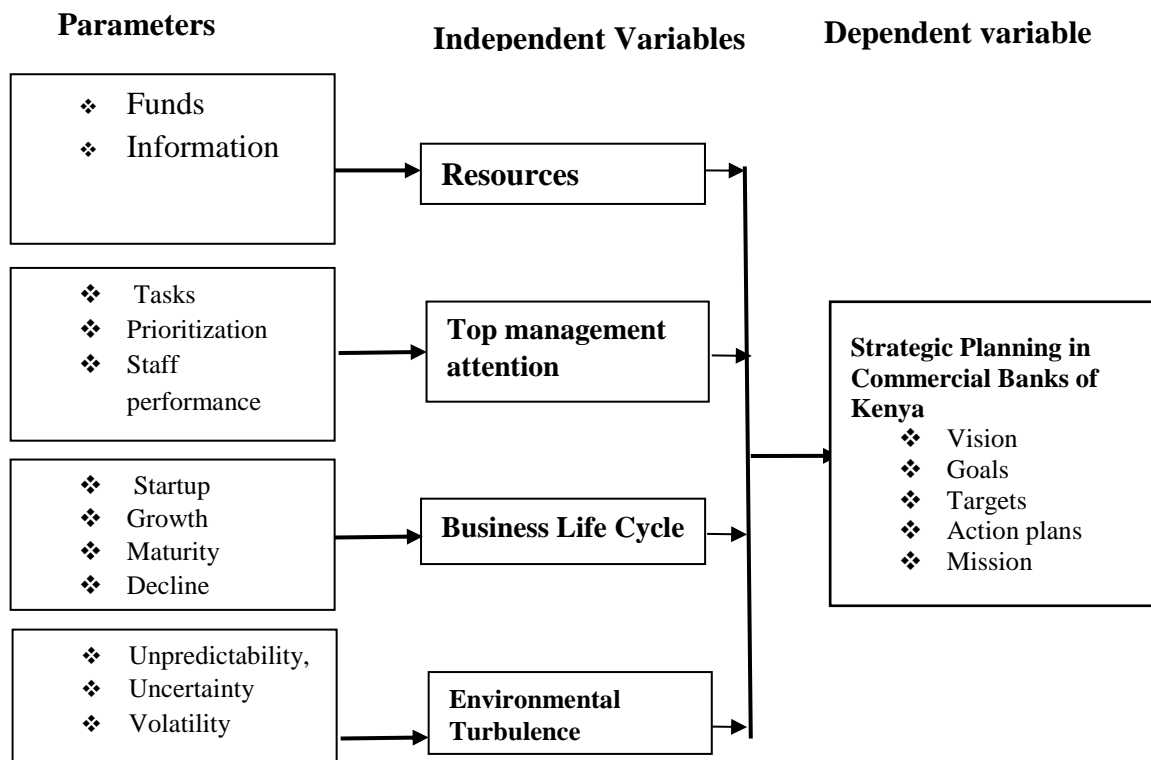 Parameters
Independent Variables
Dependent variable
❖ Funds
❖ Information
Resources
❖ Tasks
❖ Prioritization
❖ Staff
performance
Top management
attention
❖ Startup
❖ Growth
❖ Maturity
❖ Decline
Business Life Cycle
❖ Unpredictability,
❖ Uncertainty
❖ Volatility
Environmental
Turbulence
Strategic Planning in
Commercial Banks of
Kenya
❖ Vision
❖ Goals
❖ Targets
❖ Action plans
❖ Mission